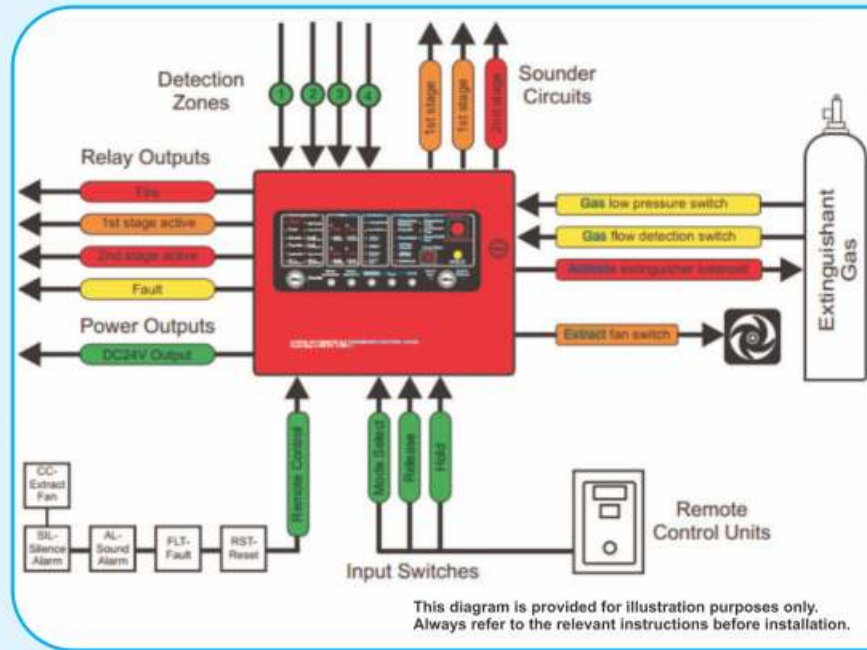 Detection
Zones
1
2
3
4
1st stage
1st stage
2nd stage
Sounder
Circuits
Relay Outputs
Fire
1st stage active
2nd stage active
Fault
Power Outputs
DC24V Output
Gas low pressure switch
Gas flow detection switch
Activate extinguisher solenoid
Extract fan switch
Extinguishant
Gas
Remote Control
Mode Select
Release
Hold
CC-
Extract
Fan
SIL-
Silence
Alarm
AL-
Sound
Alarm
FLT-
Fault
RST-
Reset
Input Switches
Remote
Control Units
This diagram is provided for illustration purposes only.
Always refer to the relevant instructions before installation.